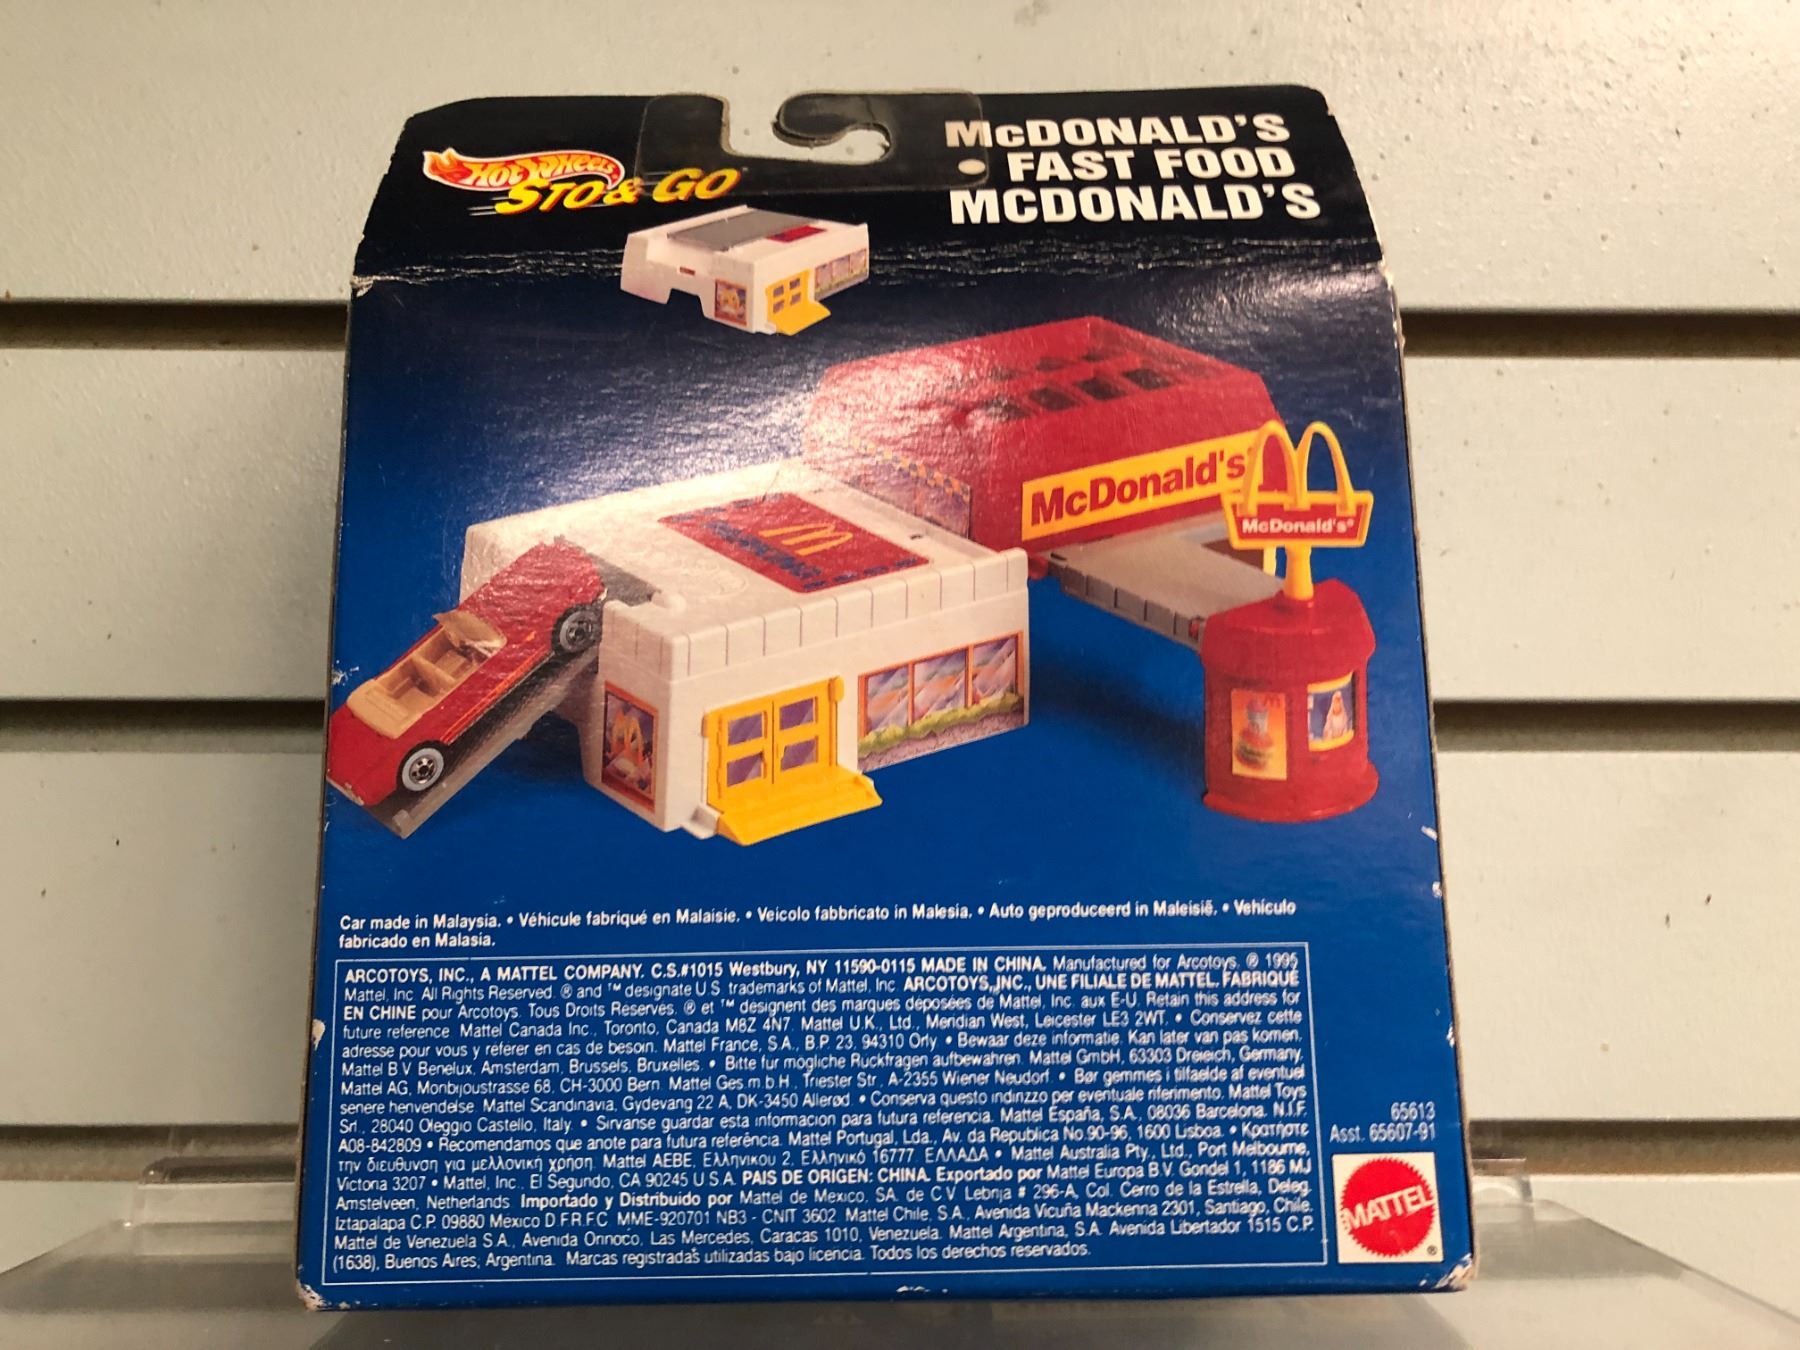 Hot Wheels
STO & GO
McDONALD'S
• FAST FOOD
MCDONALD'S
McDonald's
McDonald's®
Car made in Malaysia. • Véhicule fabriqué en Malaisie. • Veicolo fabbricato in Malesia. • Auto geproduceerd in Maleisië. • Vehículo
fabricado en Malasia.
ARCOTOYS, INC., A MATTEL COMPANY. C.S.#1015 Westbury, NY 11590-0115 MADE IN CHINA. Manufactured for Arcotoys. ® 1995
Mattel, Inc. All Rights Reserved. ® and ™ designate U.S. trademarks of Mattel, Inc. ARCOTOYS, INC., UNE FILIALE DE MATTEL. FABRIQUÉ
EN CHINE pour Arcotoys. Tous Droits Réservés. ® et ™ désignent des marques déposées de Mattel, Inc. aux E-U. Retain this address for
future reference. Mattel Canada Inc., Toronto, Canada M8Z 4N7. Mattel U.K., Ltd., Meridian West, Leicester LE3 2WT. • Conservez cette
adresse pour vous y référer en cas de besoin. Mattel France, S.A., B.P. 23, 94310 Orly • Bewaar deze informatie. Kan later van pas komen.
Mattel B.V. Benelux, Amsterdam, Brussels, Bruxelles. • Bitte für mögliche Rückfragen aufbewahren. Mattel GmbH, 63303 Dreieich, Germany,
Mattel AG, Monbijoustrasse 68, CH-3000 Bern. Mattel Ges.m.b.H., Triester Str., A-2355 Wiener Neudorf. • Bør gemmes i tilfælde af eventuel
senere henvendelse. Mattel Scandinavia, Gydevang 22 A, DK-3450 Allerød. • Conserva questo indirizzo per eventuale riferimento. Mattel Toys
Srl., 28040 Oleggio Castello, Italy. • Sirvanse guardar esta informacion para futura referencia. Mattel España, S.A., 08036 Barcelona. N.I.F.
A08-842809 • Recomendamos que anote para futura referência. Mattel Portugal, Lda., Av. da Republica No.90-96, 1600 Lisboa. • Κρατήστε
την διεύθυνση για μελλονική χρήση. Mattel AEBE, Ελληνικου 2, Ελληνικό 16777. ΕΛΛΑΔΑ • Mattel Australia Pty., Ltd., Port Melbourne,
Victoria 3207 • Mattel, Inc., El Segundo, CA 90245 U.S.A. PAIS DE ORIGEN: CHINA. Exportado por Mattel Europa B.V. Gondel 1, 1186 MJ
Amstelveen, Netherlands. Importado y Distribuido por Mattel de Mexico, SA. de C.V. Lebrija # 296-A, Col. Cerro de la Estrella, Deleg.
Iztapalapa C.P. 09880 México D.F. R.F.C. MME-920701 NB3 - CNIT 3602. Mattel Chile, S.A., Avenida Vicuña Mackenna 2301, Santiago, Chile.
Mattel de Venezuela S.A., Avenida Orinoco, Las Mercedes, Caracas 1010, Venezuela. Mattel Argentina, S.A. Avenida Libertador 1515 C.P.
(1638), Buenos Aires, Argentina. Marcas registradas utilizadas bajo licencia. Todos los derechos reservados.
65613
Asst. 65607-91
MATTEL
®